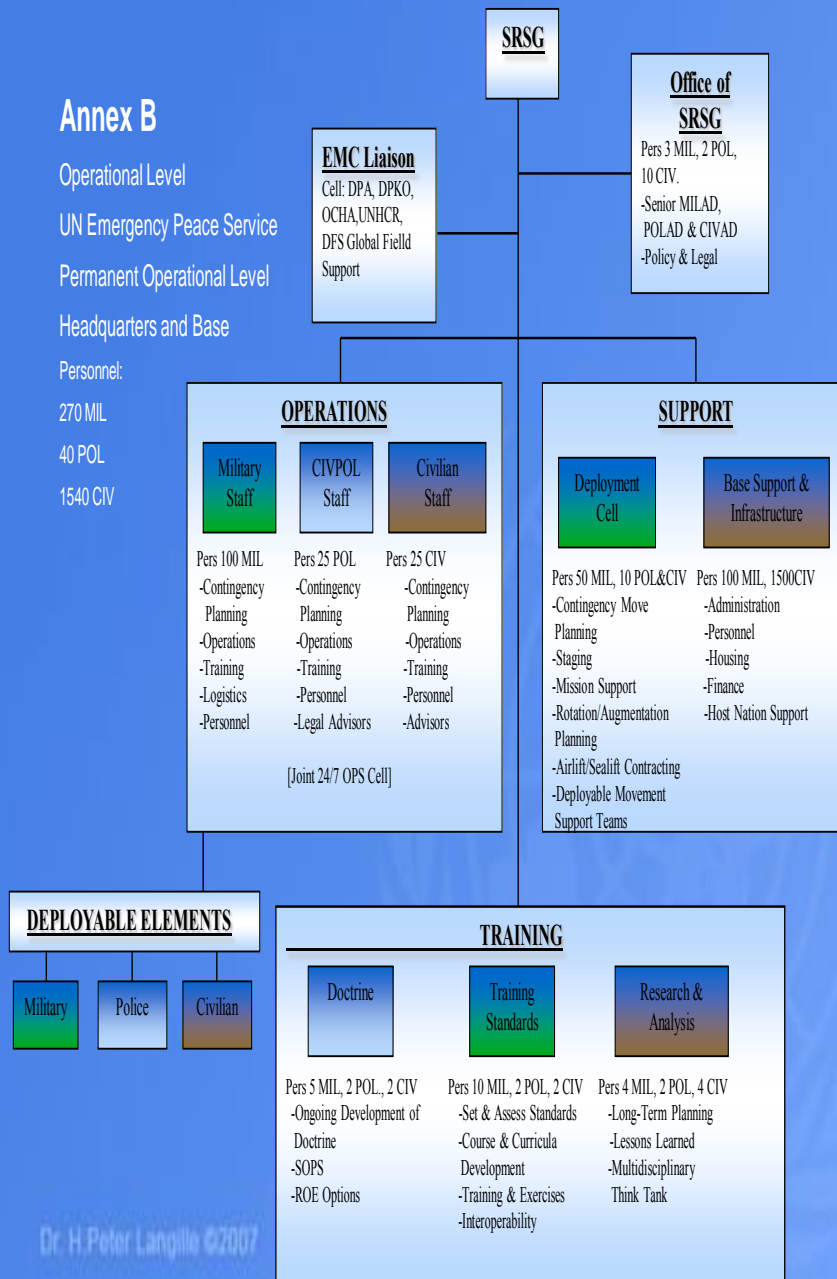 SRSG
Office of
SRSG
Pers 3 MIL, 2 POL,
10 CIV.
-Senior MILAD,
POLAD & CIVAD
-Policy & Legal
Annex B
Operational Level
UN Emergency Peace Service
Permanent Operational Level
Headquarters and Base
Personnel:
270 MIL
40 POL
1540 CIV
EMC Liaison
Cell: DPA, DPKO,
OCHA,UNHCR,
DFS Global Fielld
Support
OPERATIONS
Military
Staff
Pers 100 MIL
-Contingency
Planning
-Operations
-Training
-Logistics
-Personnel
CIVPOL
Staff
Pers 25 POL
-Contingency
Planning
-Operations
-Training
-Personnel
-Legal Advisors
Civilian
Staff
Pers 25 CIV
-Contingency
Planning
-Operations
-Training
-Personnel
-Advisors
[Joint 24/7 OPS Cell]
SUPPORT
Deployment
Cell
Pers 50 MIL, 10 POL&CIV
-Contingency Move
Planning
-Staging
-Mission Support
-Rotation/Augmentation
Planning
-Airlift/Sealift Contracting
-Deployable Movement
Support Teams
Base Support &
Infrastructure
Pers 100 MIL, 1500CIV
-Administration
-Personnel
-Housing
-Finance
-Host Nation Support
DEPLOYABLE ELEMENTS
Military
Police
Civilian
TRAINING
Doctrine
Pers 5 MIL, 2 POL., 2 CIV
-Ongoing Development of
Doctrine
-SOPS
-ROE Options
Training
Standards
Pers 10 MIL, 2 POL, 2 CIV
-Set & Assess Standards
-Course & Curricula
Development
-Training & Exercises
-Interoperability
Research &
Analysis
Pers 4 MIL, 2 POL, 4 CIV
-Long-Term Planning
-Lessons Learned
-Multidisciplinary
Think Tank
Dr. H.Peter Langille ©2007